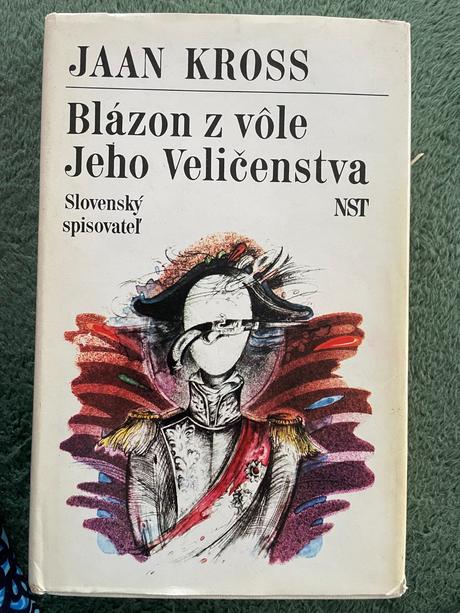 JAAN KROSS
Blázon z vôle
Jeho Veličenstva
Slovenský
spisovateľ
NST